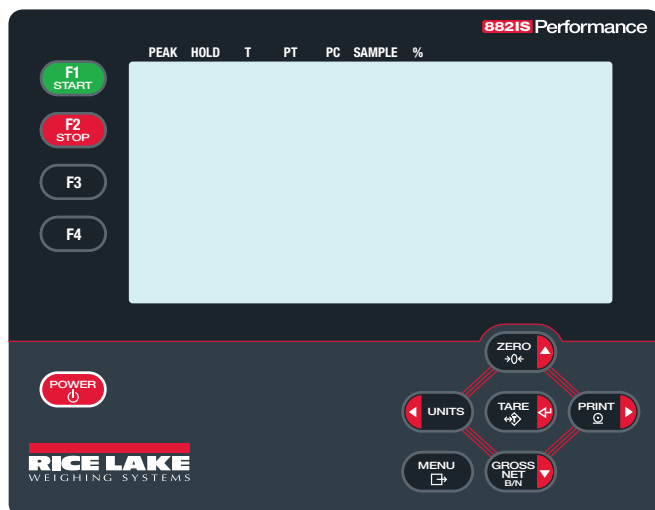 882IS Performance
PEAK HOLD T PT PC SAMPLE %
F1
START
F2
STOP
F3
F4
ZERO
→0←
POWER
UNITS
TARE
T
PRINT
MENU
GROSS
NET
B/N
RICE LAKE
WEIGHING SYSTEMS